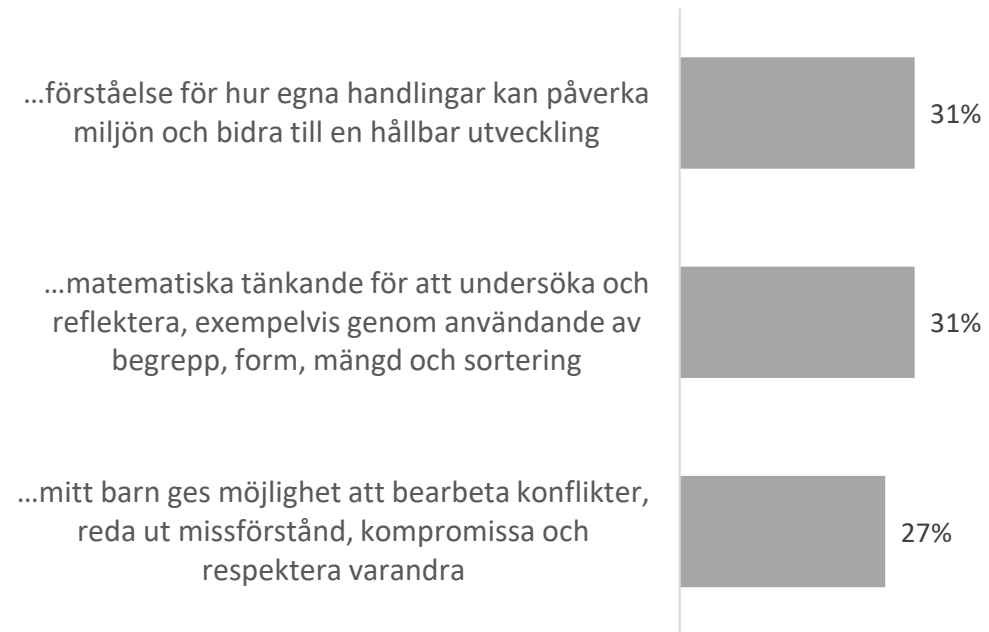 …förståelse för hur egna handlingar kan påverka
miljön och bidra till en hållbar utveckling
31%
…matematiska tänkande för att undersöka och
reflektera, exempelvis genom användande av
begrepp, form, mängd och sortering
31%
…mitt barn ges möjlighet att bearbeta konflikter,
reda ut missförstånd, kompromissa och
respektera varandra
27%